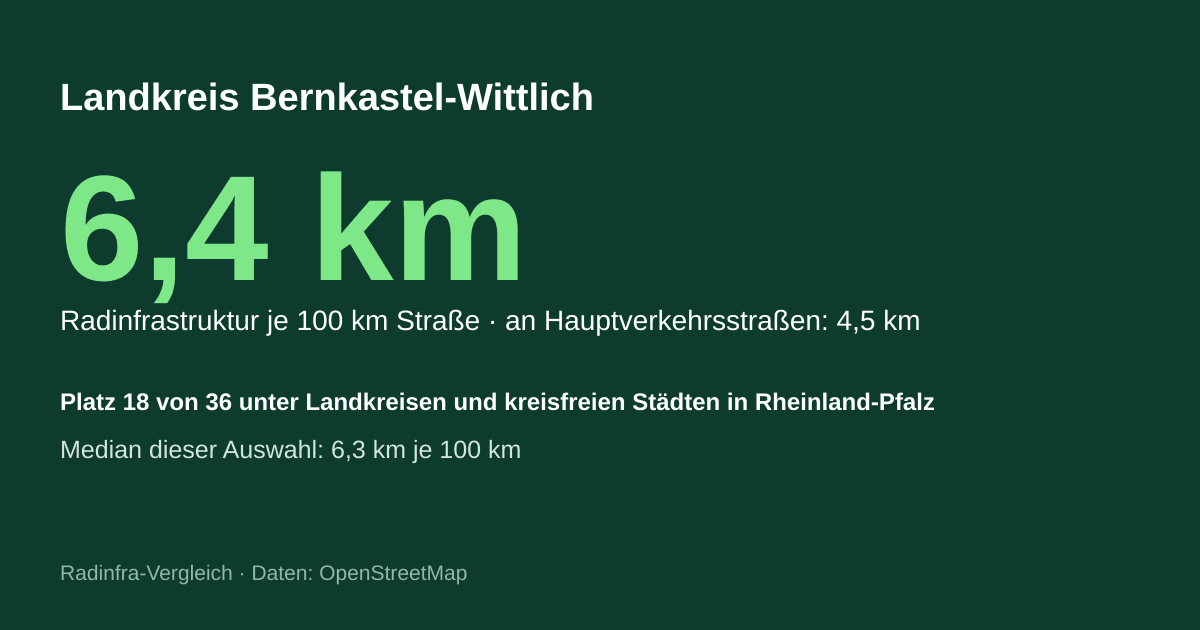 Landkreis Bernkastel-Wittlich
6,4 km
Radinfrastruktur je 100 km Straße · an Hauptverkehrsstraßen: 4,5 km
Platz 18 von 36 unter Landkreisen und kreisfreien Städten in Rheinland-Pfalz
Median dieser Auswahl: 6,3 km je 100 km
Radinfra-Vergleich · Daten: OpenStreetMap